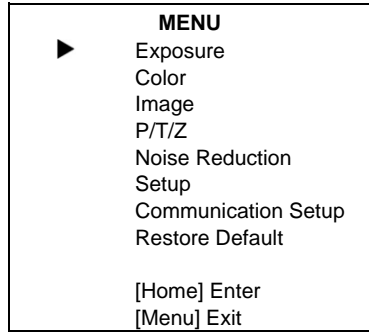 MENU
Exposure
Color
Image
P/T/Z
Noise Reduction
Setup
Communication Setup
Restore Default
[Home] Enter
[Menu] Exit